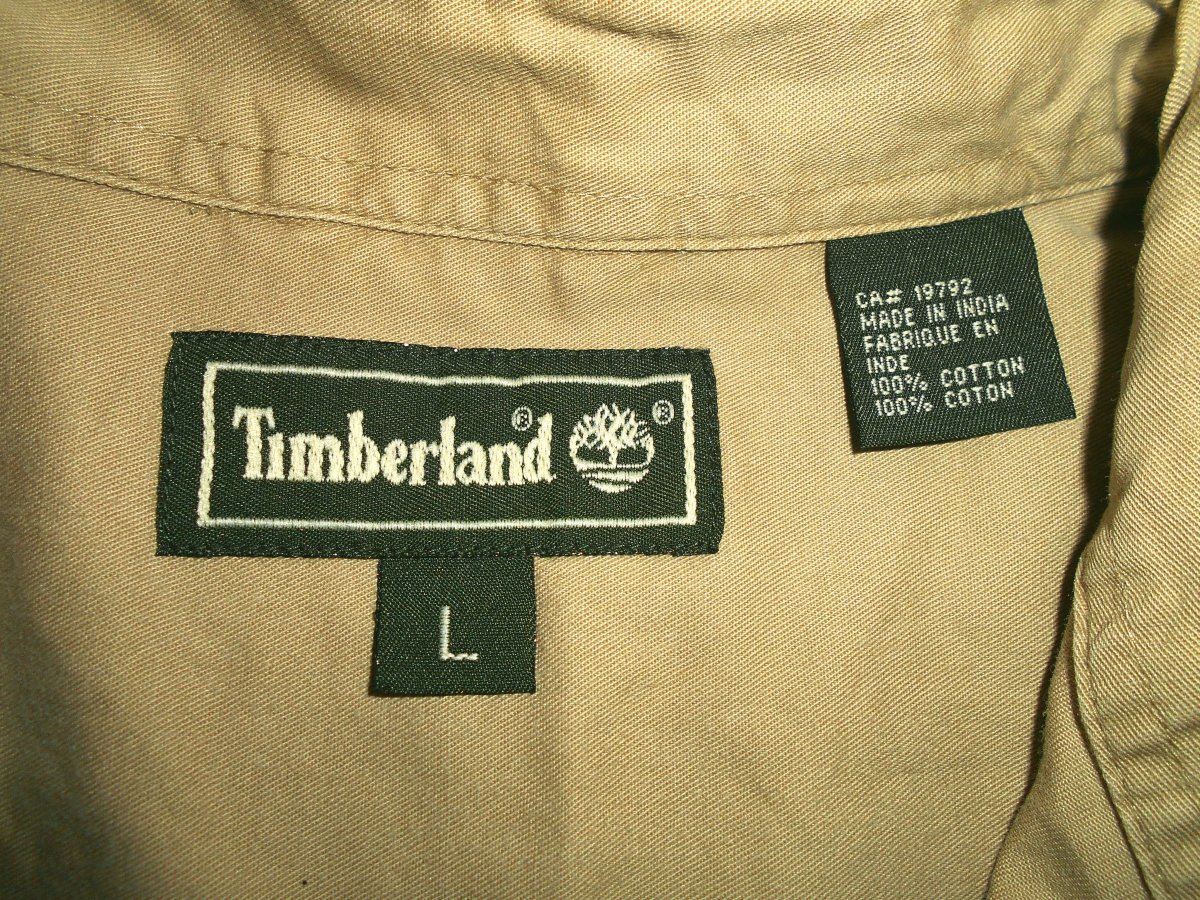 Timberland® ®
L
CA# 19792
MADE IN INDIA
FABRIQUE EN
INDE
100% COTTON
100% COTON